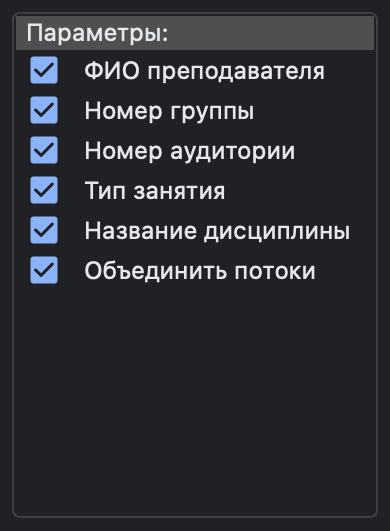 Параметры:
ФИО преподавателя
Номер группы
Номер аудитории
Тип занятия
Название дисциплины
Объединить потоки